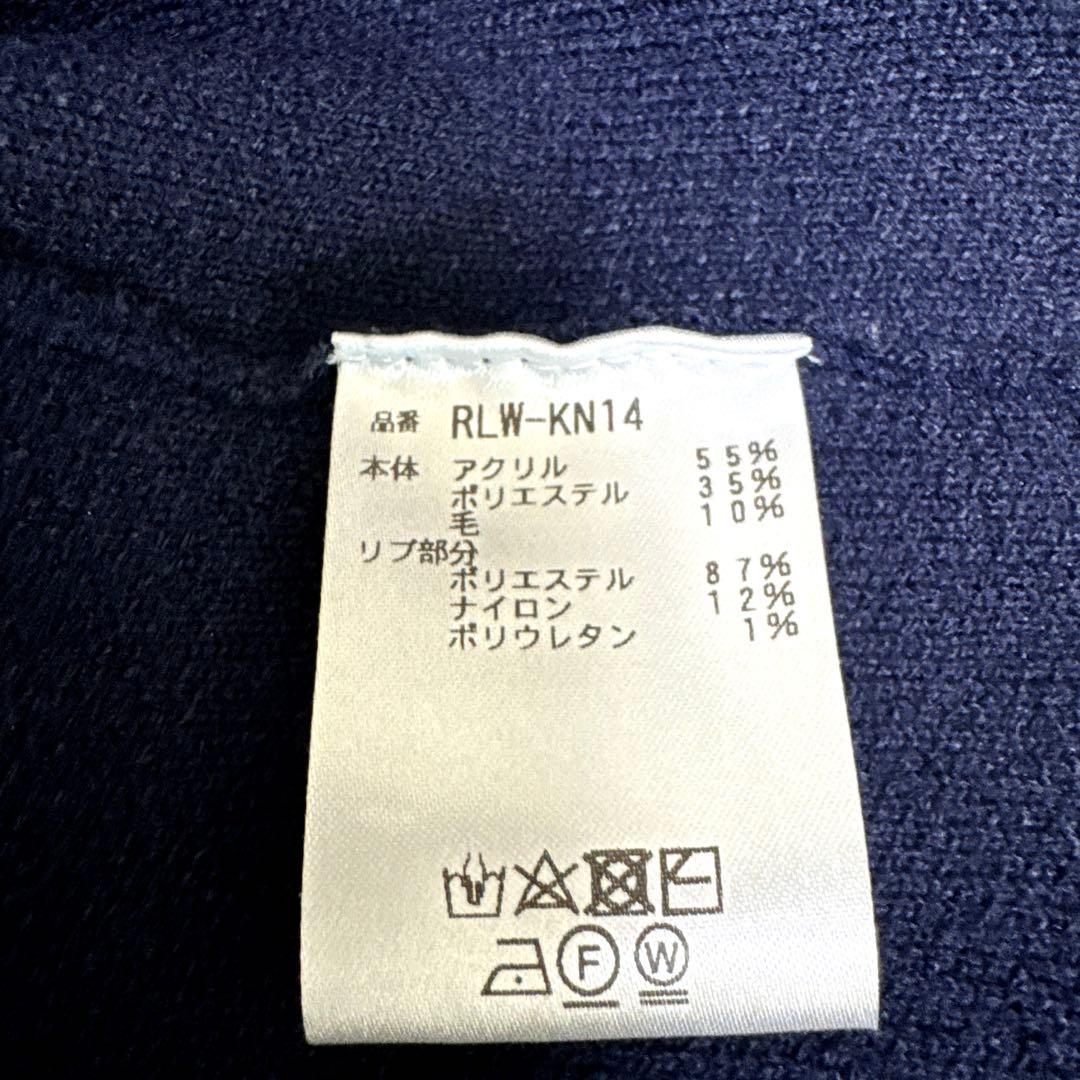 品番 RLW-KN14
本体 アクリル 55%
ポリエステル 35%
毛 10%
リブ部分
ポリエステル 87%
ナイロン 12%
ポリウレタン 1%
F W